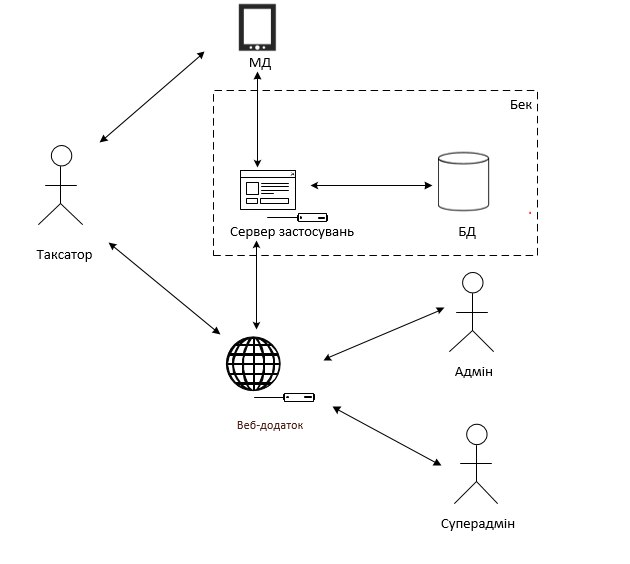 МД
Бек
Сервер застосувань
БД
Таксатор
Адмін
Веб-додаток
Суперадмін